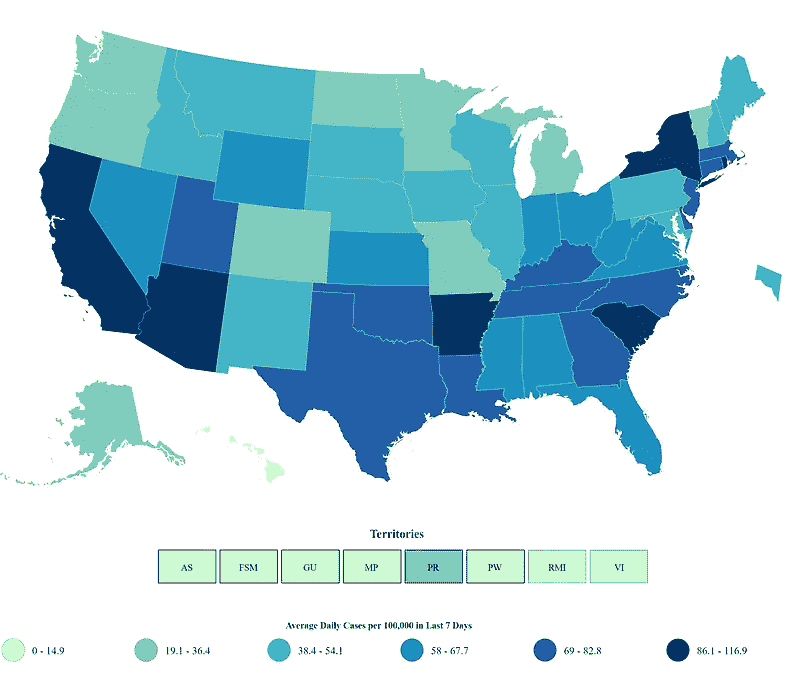 Territories
AS FSM GU MP PR PW RMI VI
Average Daily Cases per 100,000 in Last 7 Days
0 - 14.9 19.1 - 36.4 38.4 - 54.1 58 - 67.7 69 - 82.8 86.1 - 116.9